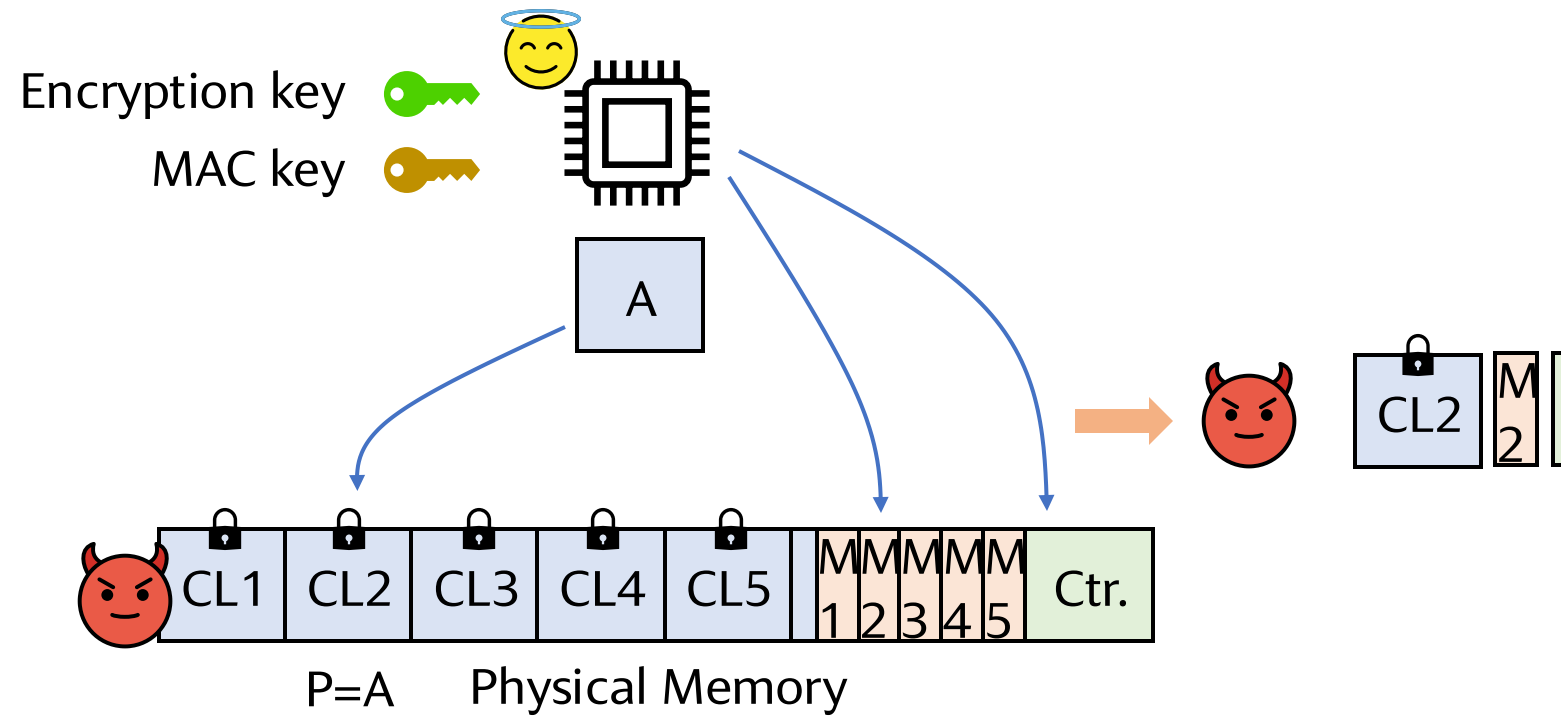 Encryption key
MAC key
A
CL2
M
2
CL1 CL2 CL3 CL4 CL5 M M M M M Ctr.
1 2 3 4 5
P=A Physical Memory